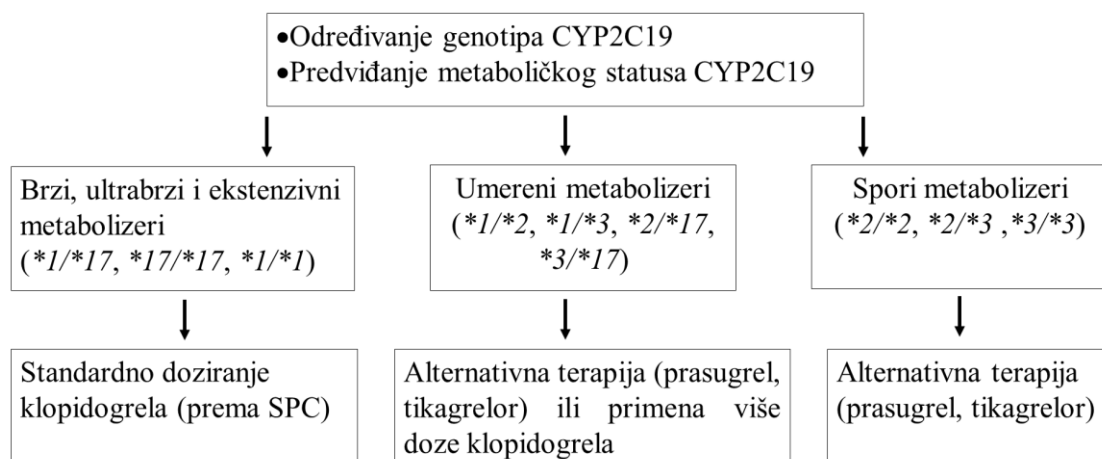 •Određivanje genotipa CYP2C19
•Predviđanje metaboličkog statusa CYP2C19
Brzi, ultrabrzi i ekstenzivni
metabolizeri
(*1/*17, *17/*17, *1/*1)
Umereni metabolizeri
(*1/*2, *1/*3, *2/*17,
*3/*17)
Spori metabolizeri
(*2/*2, *2/*3 ,*3/*3)
Standardno doziranje
klopidogrela (prema SPC)
Alternativna terapija (prasugrel,
tikagrelor) ili primena više
doze klopidogrela
Alternativna terapija
(prasugrel, tikagrelor)